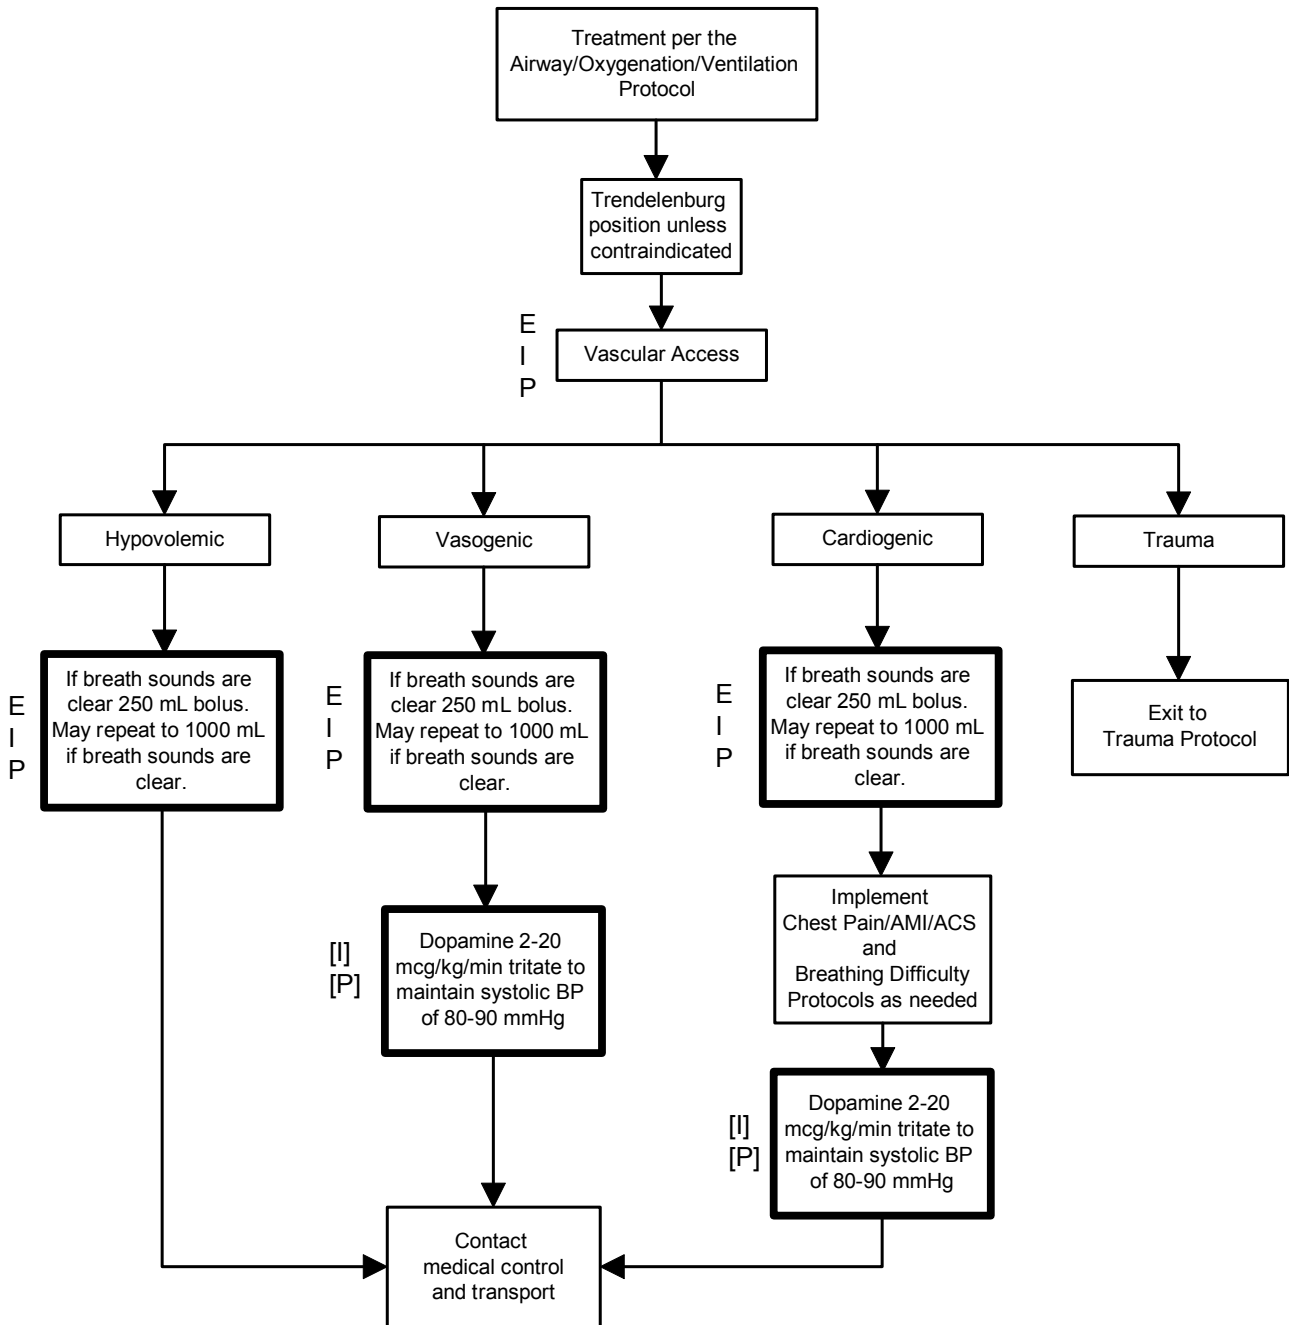 Treatment per the
Airway/Oxygenation/Ventilation
Protocol
Trendelenburg
position unless
contraindicated
E
I
P
Vascular Access
Hypovolemic
Vasogenic
Cardiogenic
Trauma
E
I
P
If breath sounds are
clear 250 mL bolus.
May repeat to 1000 mL
if breath sounds are
clear.
E
I
P
If breath sounds are
clear 250 mL bolus.
May repeat to 1000 mL
if breath sounds are
clear.
E
I
P
If breath sounds are
clear 250 mL bolus.
May repeat to 1000 mL
if breath sounds are
clear.
Exit to
Trauma Protocol
[I]
[P]
Dopamine 2-20
mcg/kg/min tritate to
maintain systolic BP
of 80-90 mmHg
Implement
Chest Pain/AMI/ACS
and
Breathing Difficulty
Protocols as needed
[I]
[P]
Dopamine 2-20
mcg/kg/min tritate to
maintain systolic BP
of 80-90 mmHg
Contact
medical control
and transport